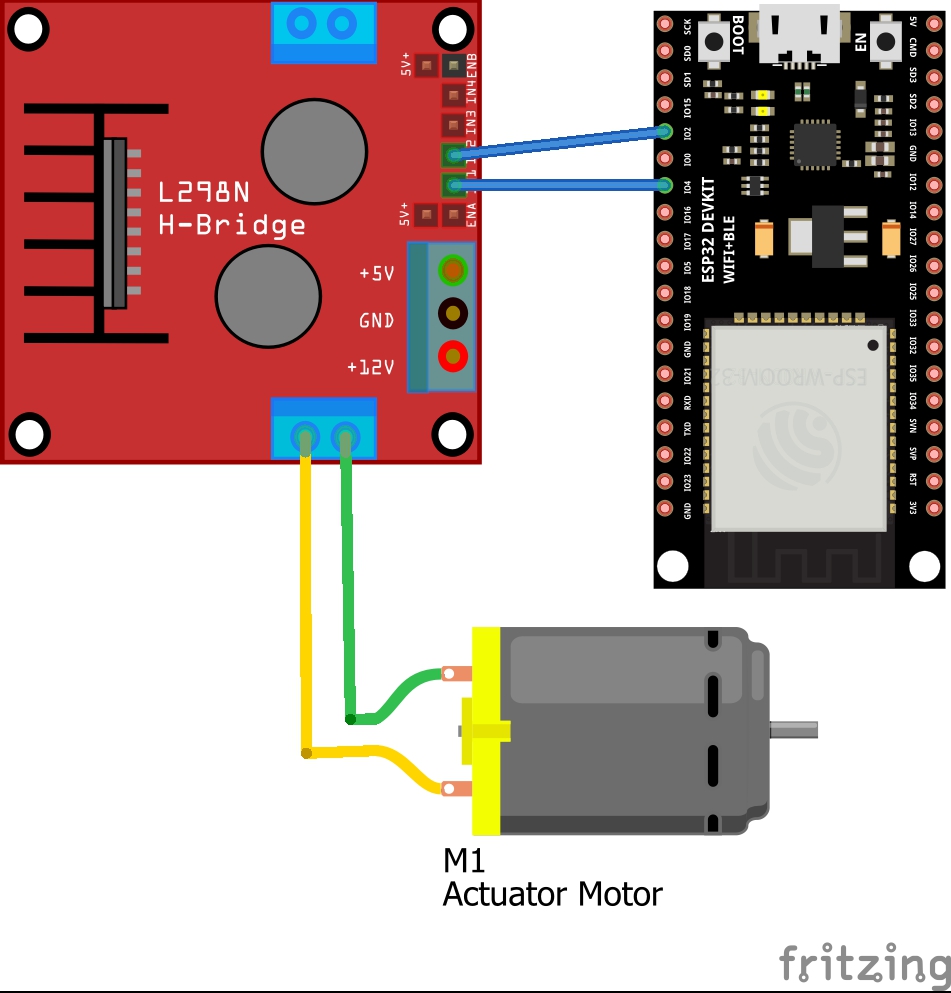 5V+
ENB
IN4
IN3
ENA
5V+
L298N
H-Bridge
+5V
GND
+12V
BOOT
EN
SCK
SD0
SD1
IO15
IO2
IO0
IO4
IO16
IO17
IO5
IO18
IO19
GND
IO21
RXD
TXD
IO22
IO23
GND
5V
CMD
SD3
SD2
IO13
GND
IO12
IO14
IO27
IO26
IO25
IO33
IO32
IO35
IO34
SVN
SVP
RST
3V3
ESP32 DEVKIT
WIFI+BLE
ESP-WROOM-32
M1
Actuator Motor
fritzing